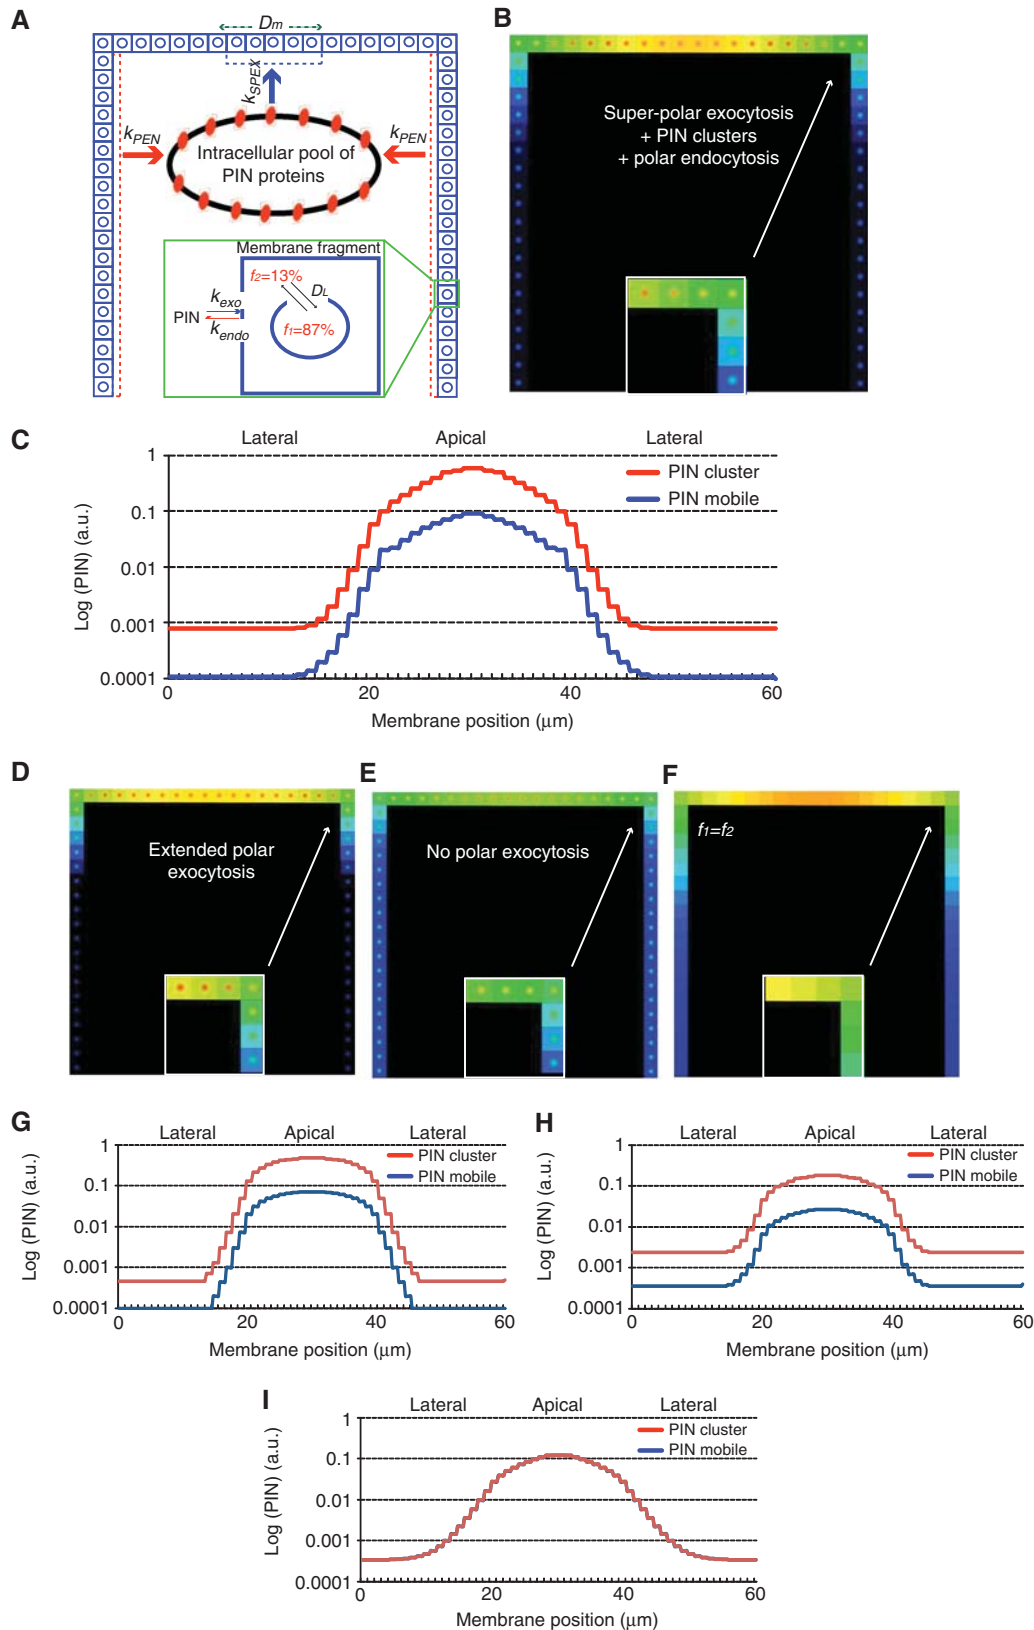 A
Dm
kSPEX
kPEN
kPEN
Intracellular pool of
PIN proteins
Membrane fragment
f2=13%
DL
kexo
PIN
kendo
f1=87%
B
Super-polar exocytosis
+ PIN clusters
+ polar endocytosis
C
Lateral Apical Lateral
PIN cluster
PIN mobile
Log (PIN) (a.u.)
1
0.1
0.01
0.001
0.0001
0 20 40 60
Membrane position (μm)
D
Extended polar
exocytosis
E
No polar exocytosis
F
f1=f2
G
Lateral Apical Lateral
PIN cluster
PIN mobile
Log (PIN) (a.u.)
1
0.1
0.01
0.001
0.0001
0 20 40 60
Membrane position (μm)
H
Lateral Apical Lateral
PIN cluster
PIN mobile
Log (PIN) (a.u.)
1
0.1
0.01
0.001
0.0001
0 20 40 60
Membrane position (μm)
I
Lateral Apical Lateral
PIN cluster
PIN mobile
Log (PIN) (a.u.)
1
0.1
0.01
0.001
0.0001
0 20 40 60
Membrane position (μm)